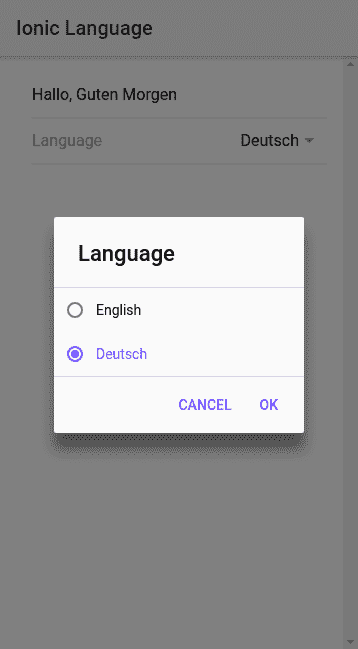 Ionic Language
Hallo, Guten Morgen
Language Deutsch
Language
English
Deutsch
CANCEL OK